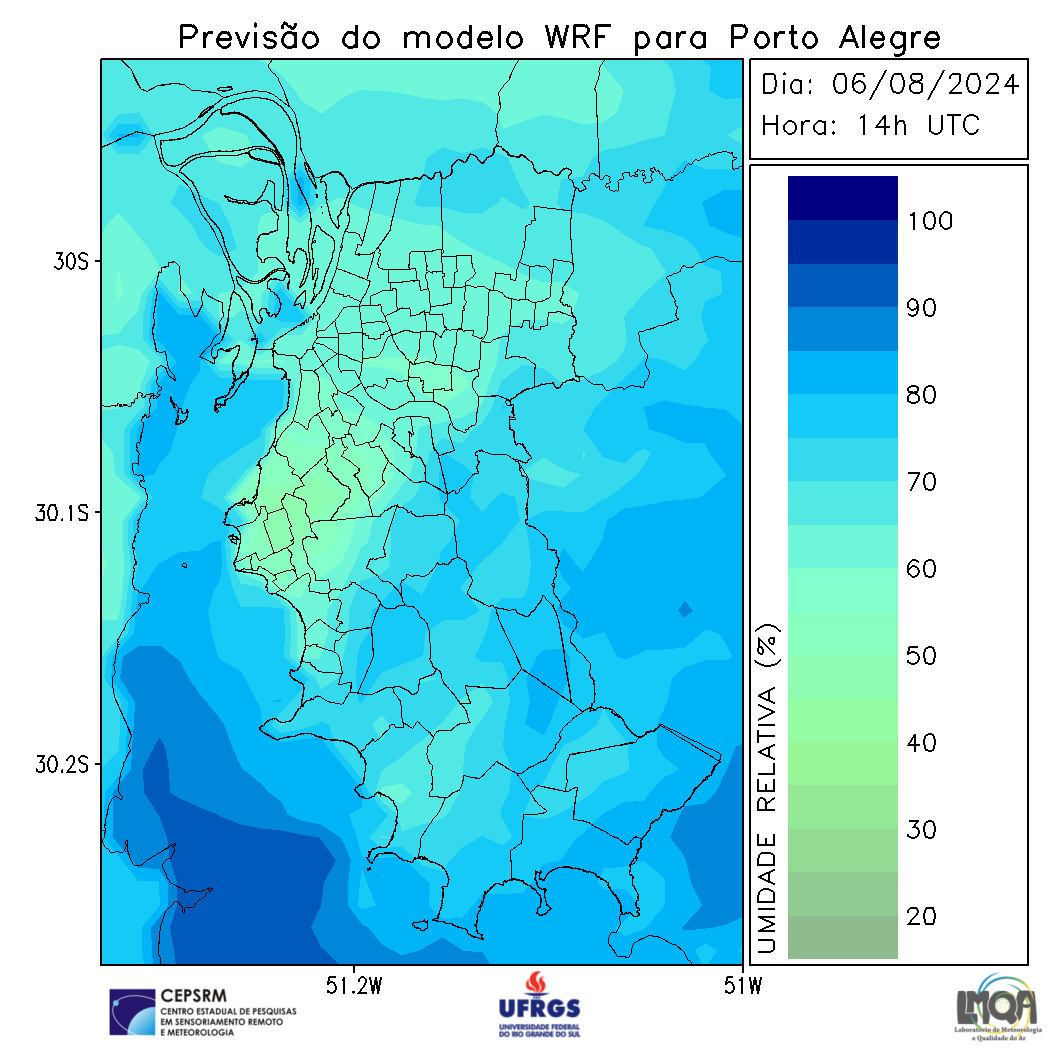 Previsão do modelo WRF para Porto Alegre
Dia: 06/08/2024
Hora: 14h UTC
30S
30.1S
30.2S
51.2W
51W
100
90
80
70
60
50
40
30
20
UMIDADE RELATIVA (%)
CEPSRM
CENTRO ESTADUAL DE PESQUISAS
EM SENSORIAMENTO REMOTO
E METEOROLOGIA
UFRGS
UNIVERSIDADE FEDERAL
DO RIO GRANDE DO SUL
LMQA
Laboratório de Meteorologia
e Qualidade do Ar